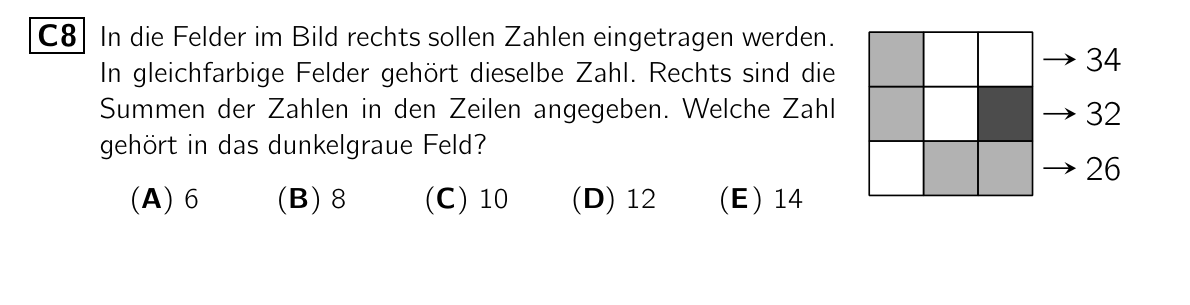 C8 In die Felder im Bild rechts sollen Zahlen eingetragen werden.
In gleichfarbige Felder gehört dieselbe Zahl. Rechts sind die
Summen der Zahlen in den Zeilen angegeben. Welche Zahl
gehört in das dunkelgraue Feld?
(A) 6 (B) 8 (C) 10 (D) 12 (E) 14
→ 34
→ 32
→ 26